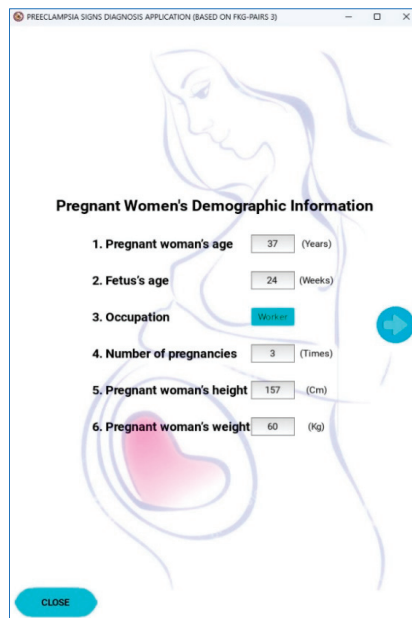 PREECLAMPSIA SIGNS DIAGNOSIS APPLICATION (BASED ON FKG-PAIRS 3)
Pregnant Women's Demographic Information
1. Pregnant woman's age 37 (Years)
2. Fetus's age 24 (Weeks)
3. Occupation Worker
4. Number of pregnancies 3 (Times)
5. Pregnant woman's height 157 (Cm)
6. Pregnant woman's weight 60 (Kg)
CLOSE